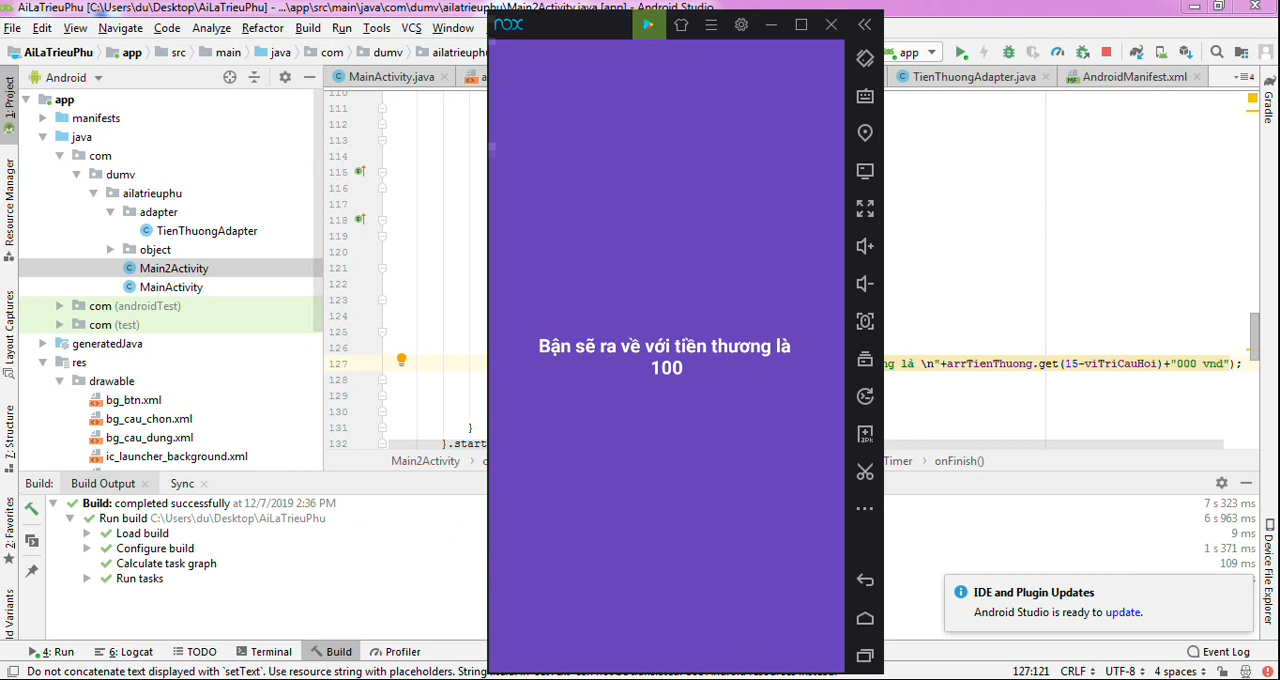 AiLaTrieuPhu [C:\Users\du\Desktop\AiLaTrieuPhu] - ...\app\src\main\java\com\dumv\ailatrieuphu\Main2Activity.java [app] - Android Studio
File Edit View Navigate Code Analyze Refactor Build Run Tools VCS Window
nox
AiLaTrieuPhu app src main java com dumv ailatrieuphu
app
Android
MainActivity.java
TienThuongAdapter.java
AndroidManifest.xml
4
1: Project
Resource Manager
Layout Captures
Z: Structure
2: Favorites
Gradle
Device File Explorer
app
manifests
java
com
dumv
ailatrieuphu
adapter
TienThuongAdapter
object
Main2Activity
MainActivity
com (androidTest)
com (test)
generatedJava
res
drawable
bg_btn.xml
bg_cau_chon.xml
bg_cau_dung.xml
ic_launcher_background.xml
110
111
112
113
114
115
116
117
118
119
120
121
122
123
124
125
126
127
128
129
130
131 }
132 }.start
Bận sẽ ra về với tiền thương là
100
ng là \n"+arrTienThuong.get(15-viTriCauHoi)+"000 vnd");
Main2Activity
Timer onFinish()
Build: Build Output Sync
Build: completed successfully at 12/7/2019 2:36 PM
Run build C:\Users\du\Desktop\AiLaTrieuPhu
Load build
Configure build
Calculate task graph
Run tasks
7 s 323 ms
6 s 963 ms
9 ms
1 s 371 ms
109 ms
IDE and Plugin Updates
Android Studio is ready to update.
4: Run 6: Logcat TODO Terminal Build Profiler Event Log
Do not concatenate text displayed with `setText`. Use resource string with placeholders.
127:121 CRLF UTF-8 4 spaces